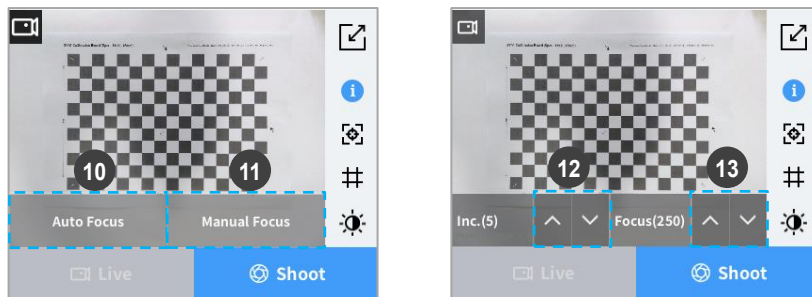 10
11
Auto Focus
Manual Focus
Live
Shoot
12
13
Inc.(5)
Focus(250)
Live
Shoot